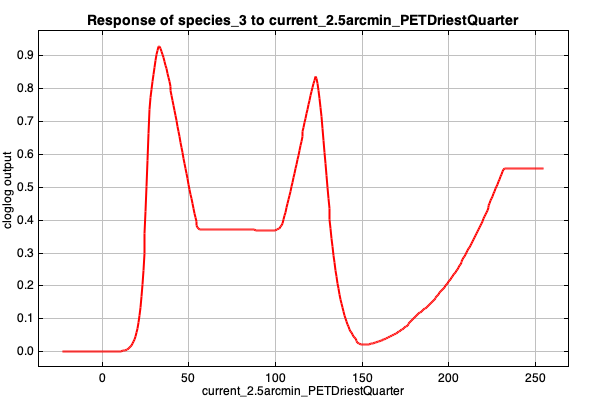 Response of species_3 to current_2.5arcmin_PETDriestQuarter
cloglog output
0.9
0.8
0.7
0.6
0.5
0.4
0.3
0.2
0.1
0.0
0 50 100 150 200 250
current_2.5arcmin_PETDriestQuarter